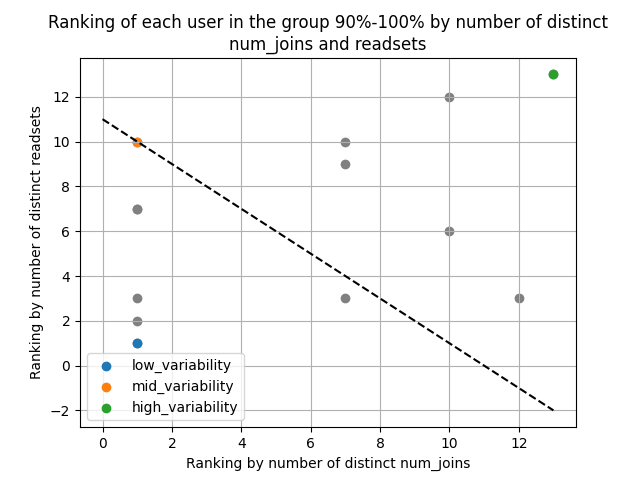 Ranking of each user in the group 90%-100% by number of distinct
num_joins and readsets
Ranking by number of distinct readsets
12
10
8
6
4
2
0
−2
low_variability
mid_variability
high_variability
0 2 4 6 8 10 12
Ranking by number of distinct num_joins